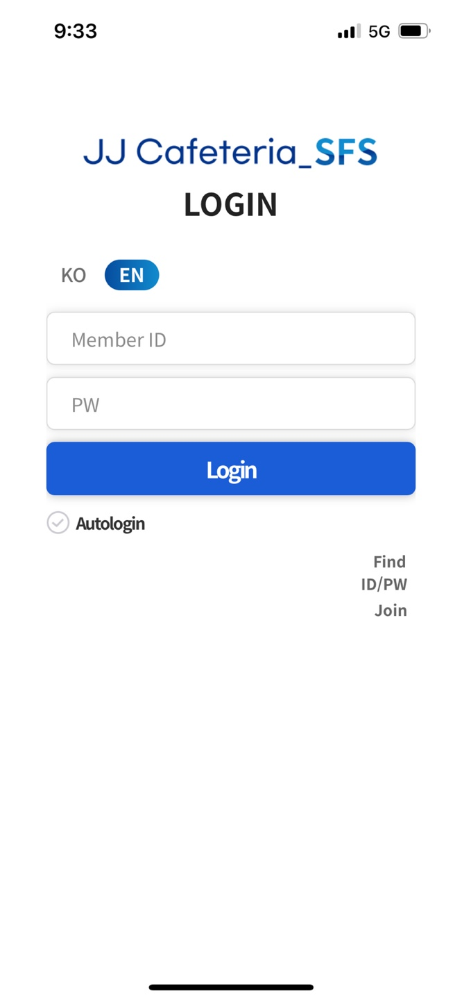 9:33
5G
JJ Cafeteria_SFS
LOGIN
KO
EN
Member ID
PW
Login
Autologin
Find
ID/PW
Join